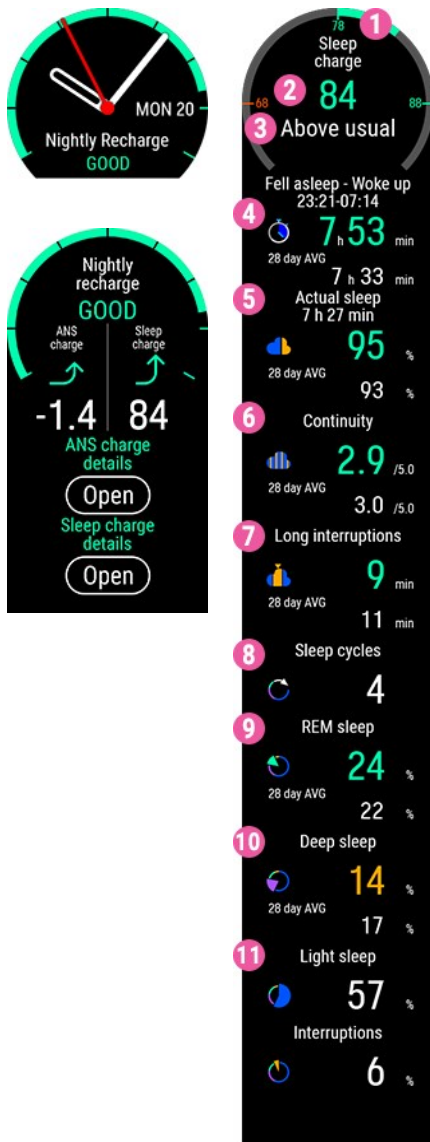 MON 20
Nightly Recharge
GOOD
Nightly
recharge
GOOD
ANS
charge
Sleep
charge
-1.4
84
ANS charge
details
Open
Sleep charge
details
Open
1
78
Sleep
charge
2
84
68
88
3
Above usual
Fell asleep - Woke up
23:21-07:14
4
7 h 53 min
28 day AVG
7 h 33 min
5
Actual sleep
7 h 27 min
95 %
28 day AVG
93 %
6
Continuity
2.9 /5.0
28 day AVG
3.0 /5.0
7
Long interruptions
9 min
28 day AVG
11 min
8
Sleep cycles
4
9
REM sleep
24 %
28 day AVG
22 %
10
Deep sleep
14 %
28 day AVG
17 %
11
Light sleep
57 %
Interruptions
6 %